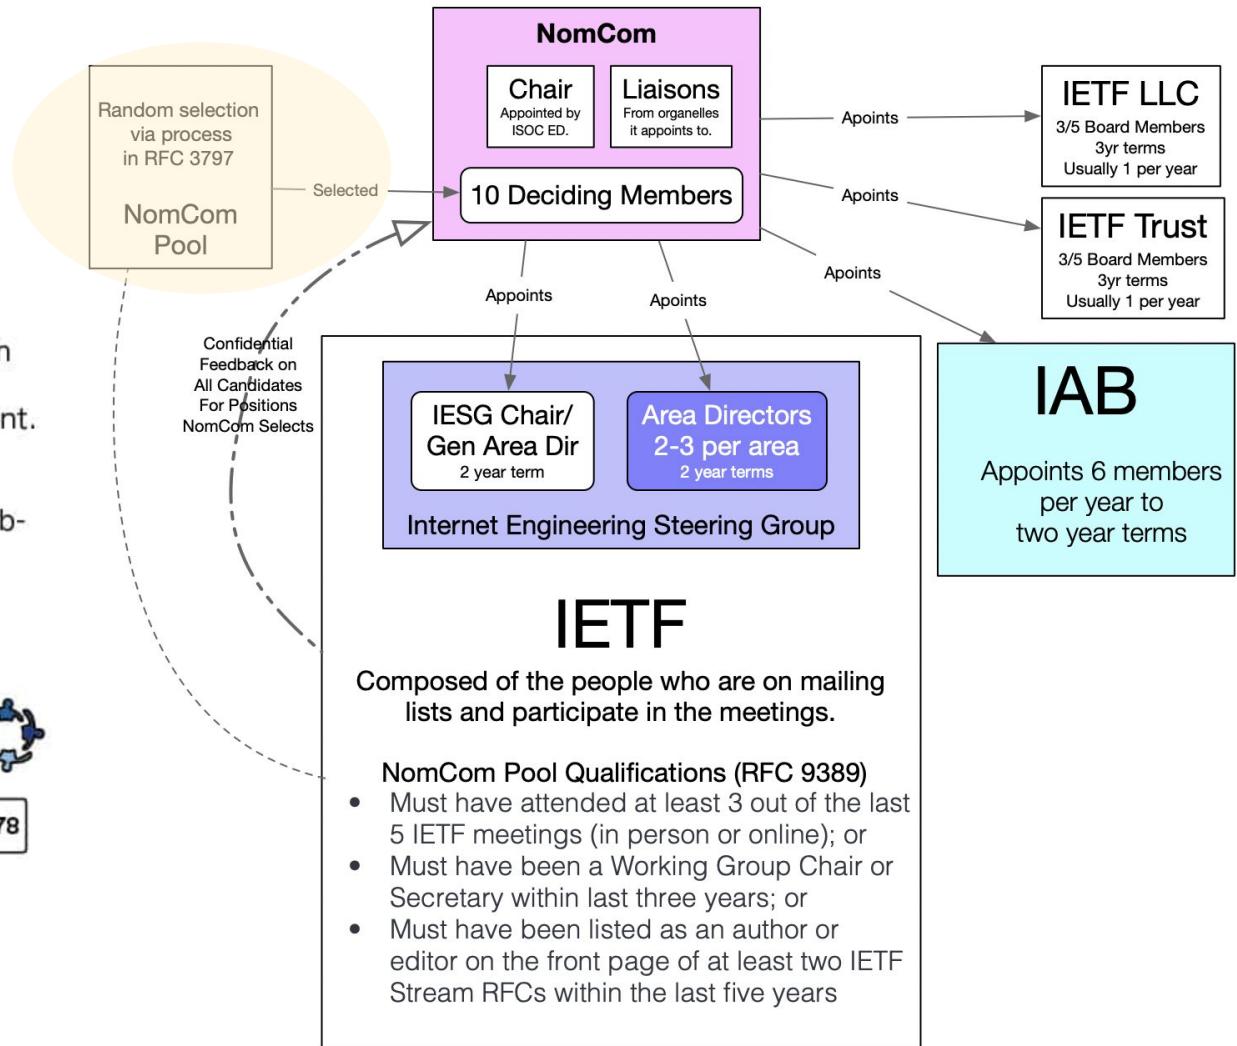 NomCom
Chair
Appointed by
ISOC ED.
Liaisons
From organelles
it appoints to.
10 Deciding Members
Random selection
via process
in RFC 3797
NomCom
Pool
Selected
Apoints
IETF LLC
3/5 Board Members
3yr terms
Usually 1 per year
Apoints
IETF Trust
3/5 Board Members
3yr terms
Usually 1 per year
Apoints
Appoints
Apoints
Confidential
Feedback on
All Candidates
For Positions
NomCom Selects
n
nt.
b-
78
IESG Chair/
Gen Area Dir
2 year term
Area Directors
2-3 per area
2 year terms
Internet Engineering Steering Group
IAB
Appoints 6 members
per year to
two year terms
IETF
Composed of the people who are on mailing
lists and participate in the meetings.
NomCom Pool Qualifications (RFC 9389)
• Must have attended at least 3 out of the last
5 IETF meetings (in person or online); or
• Must have been a Working Group Chair or
Secretary within last three years; or
• Must have been listed as an author or
editor on the front page of at least two IETF
Stream RFCs within the last five years